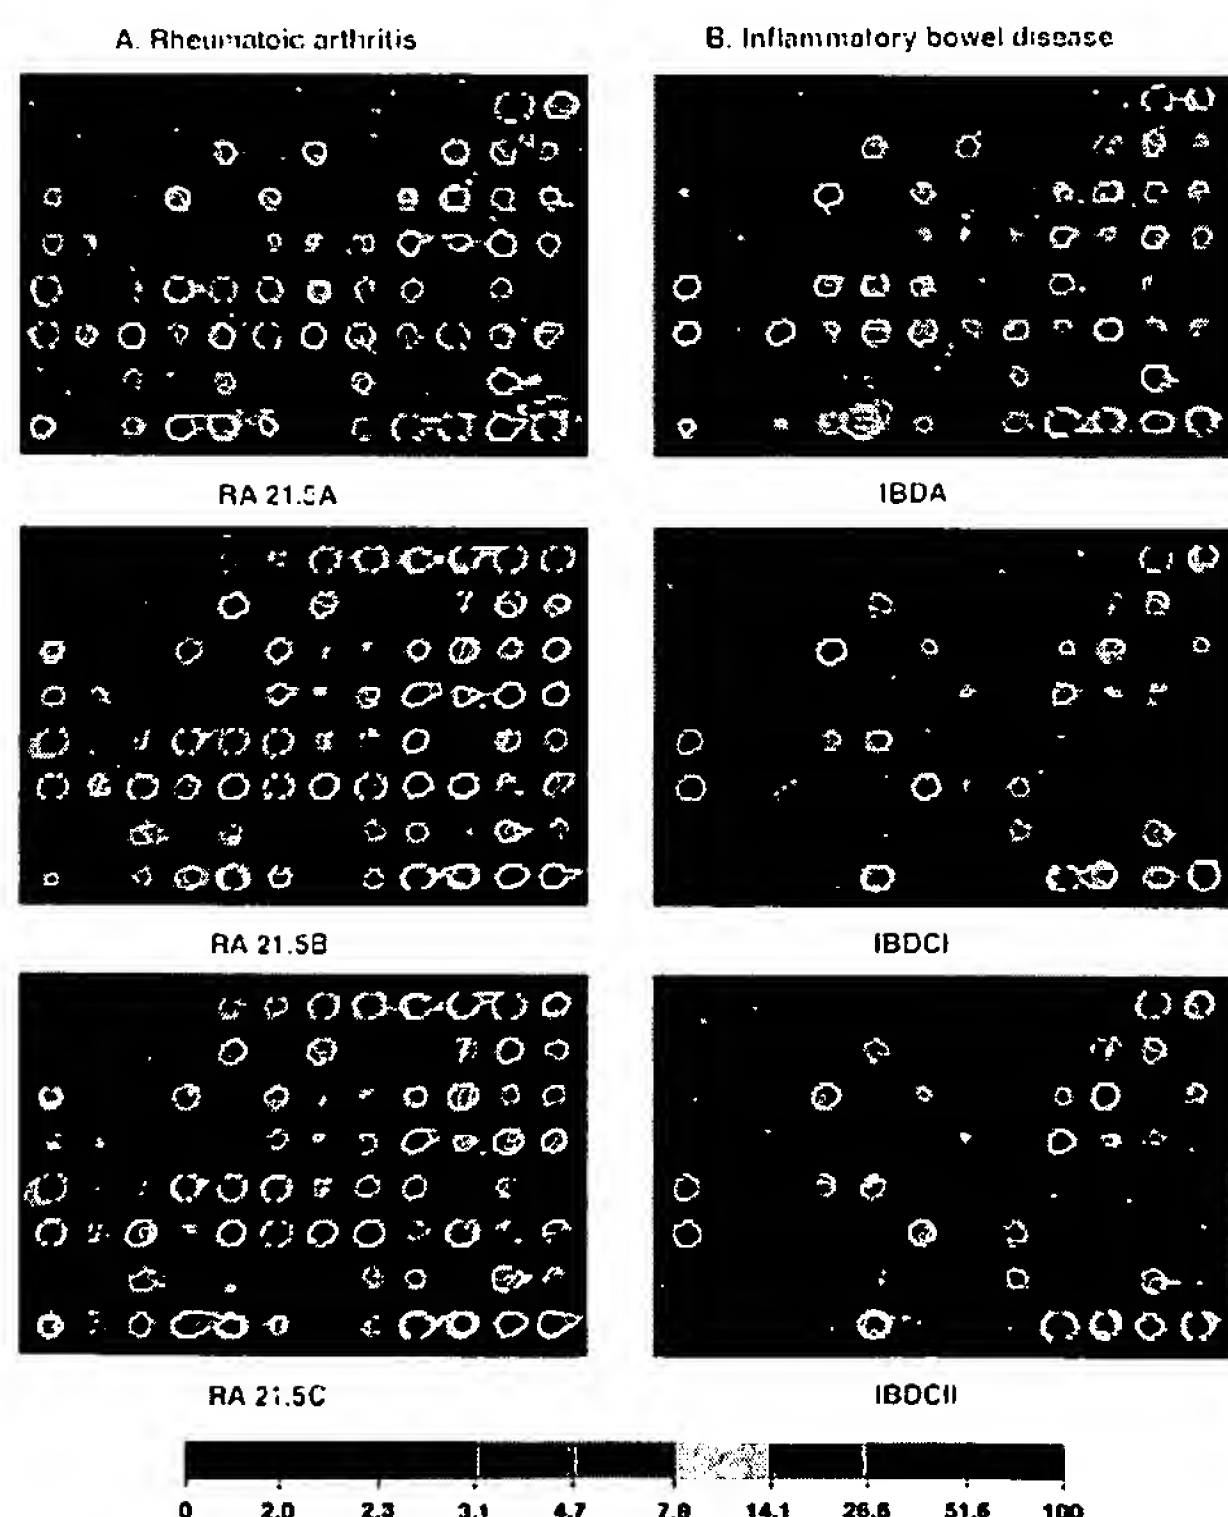 A. Rheumatoic arthritis
B. Inflammatory bowel disease
RA 21.5A
IBDA
RA 21.5B
IBDCI
RA 21.5C
IBDCII
0 2.0 2.3 3.1 4.7 7.8 14.1 26.6 51.6 100